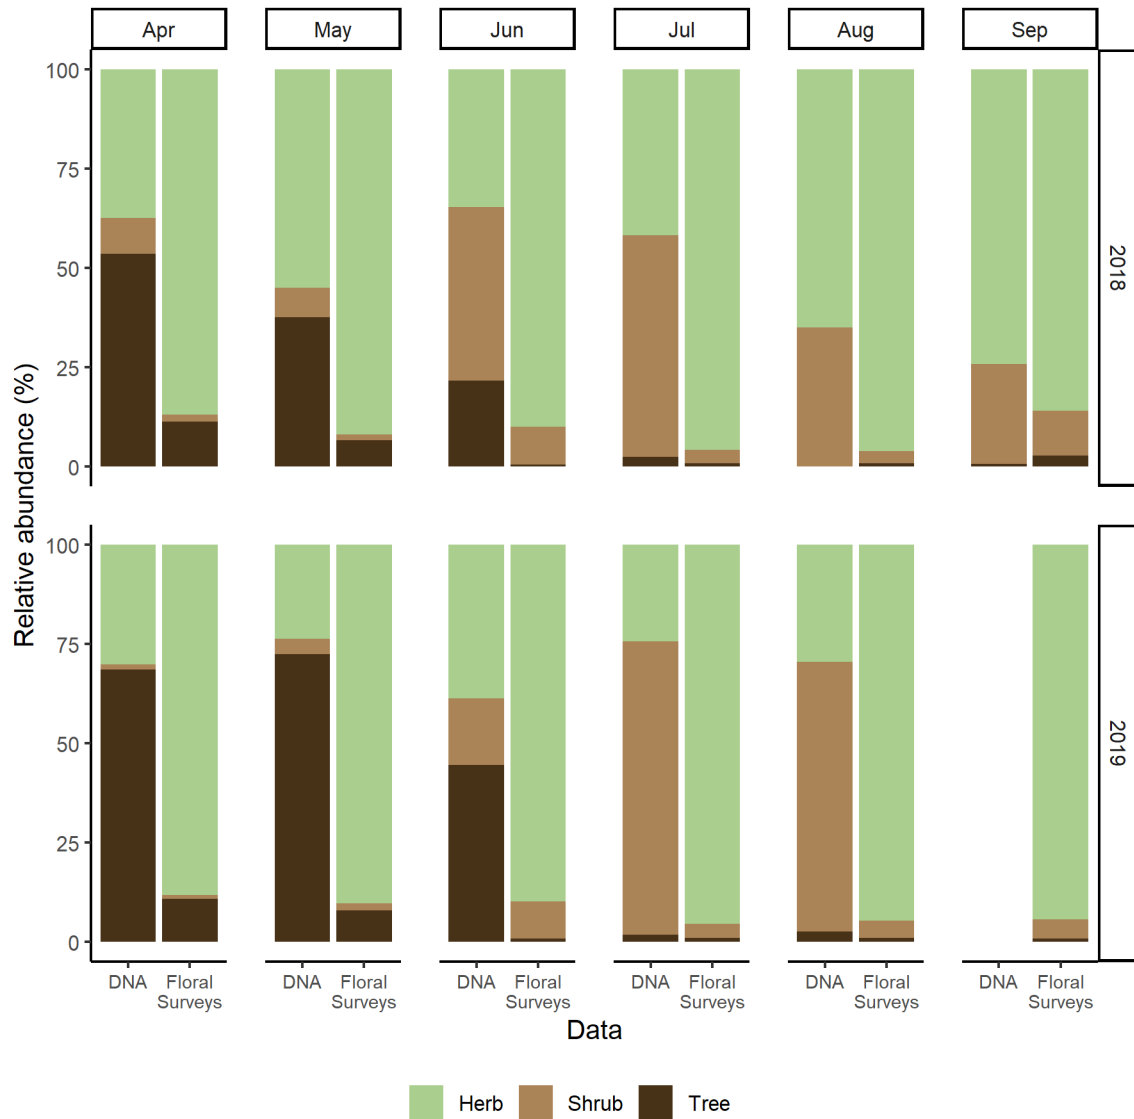 Apr May Jun Jul Aug Sep
100
75
50
25
0
2018
Relative abundance (%)
100
75
50
25
0
2019
DNA Floral Surveys DNA Floral Surveys DNA Floral Surveys DNA Floral Surveys DNA Floral Surveys DNA Floral Surveys
Data
Herb Shrub Tree